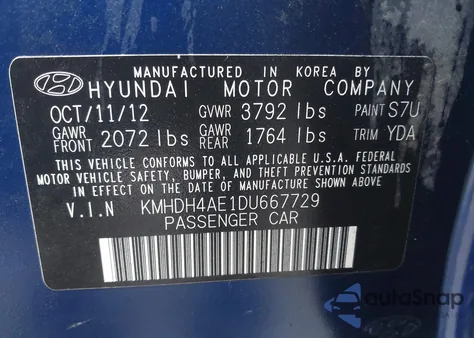 MANUFACTURED IN KOREA BY
HYUNDAI MOTOR COMPANY
OCT/11/12 GVWR 3792 lbs PAINT S7U
GAWR FRONT 2072 lbs GAWR REAR 1764 lbs TRIM YDA
THIS VEHICLE CONFORMS TO ALL APPLICABLE U.S.A. FEDERAL
MOTOR VEHICLE SAFETY, BUMPER, AND THEFT PREVENTION STANDARDS
IN EFFECT ON THE DATE OF MANUFACTURE SHOWN ABOVE.
V.I.N KMHDH4AE1DU667729
PASSENGER CAR
autoSnap